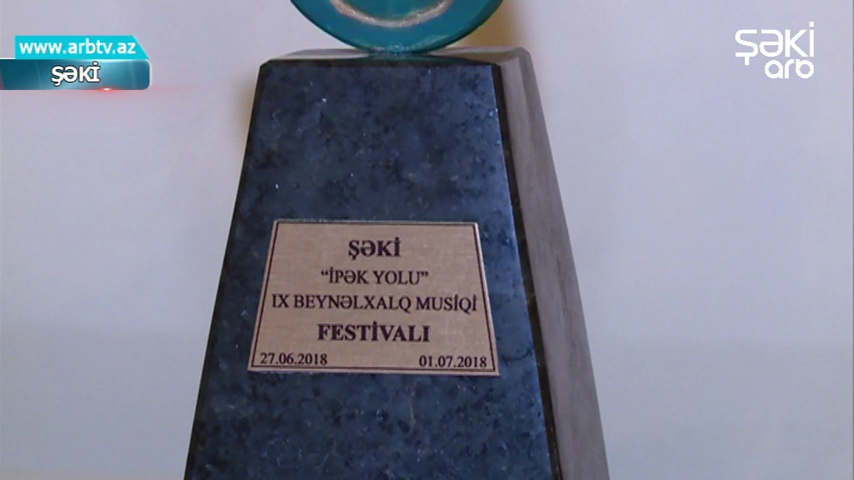 www.arbtv.az
ŞƏKİ
şəki
arb
ŞƏKİ
“İPƏK YOLU”
IX BEYNƏLXALQ MUSİQİ
FESTİVALI
27.06.2018 01.07.2018